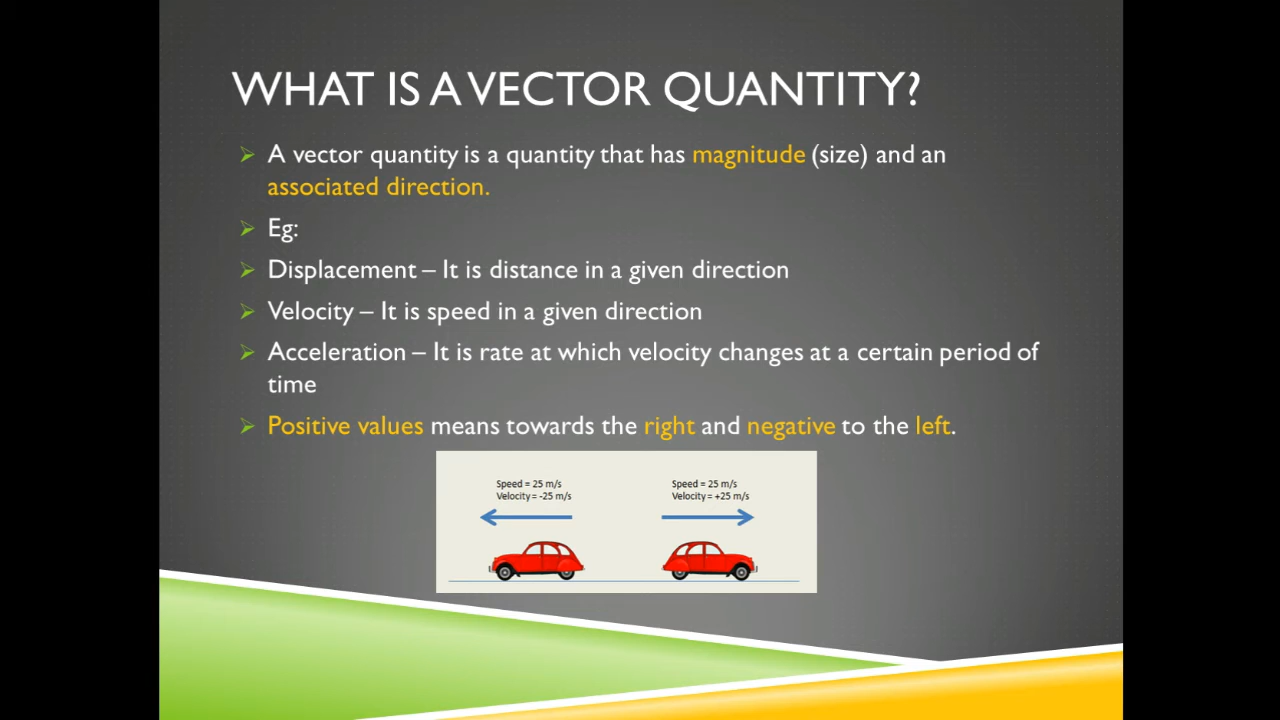 WHAT IS A VECTOR QUANTITY?
A vector quantity is a quantity that has magnitude (size) and an
associated direction.
Eg:
Displacement – It is distance in a given direction
Velocity – It is speed in a given direction
Acceleration – It is rate at which velocity changes at a certain period of
time
Positive values means towards the right and negative to the left.
Speed = 25 m/s
Velocity = -25 m/s
Speed = 25 m/s
Velocity = +25 m/s